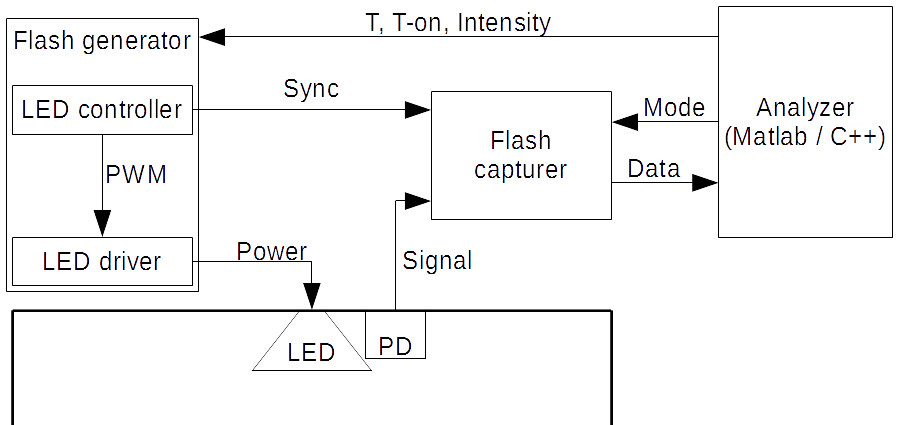 T, T-on, Intensity
Flash generator
LED controller
Sync
Mode
Analyzer
(Matlab / C++)
Flash
capturer
PWM
Data
LED driver
Power
Signal
LED
PD